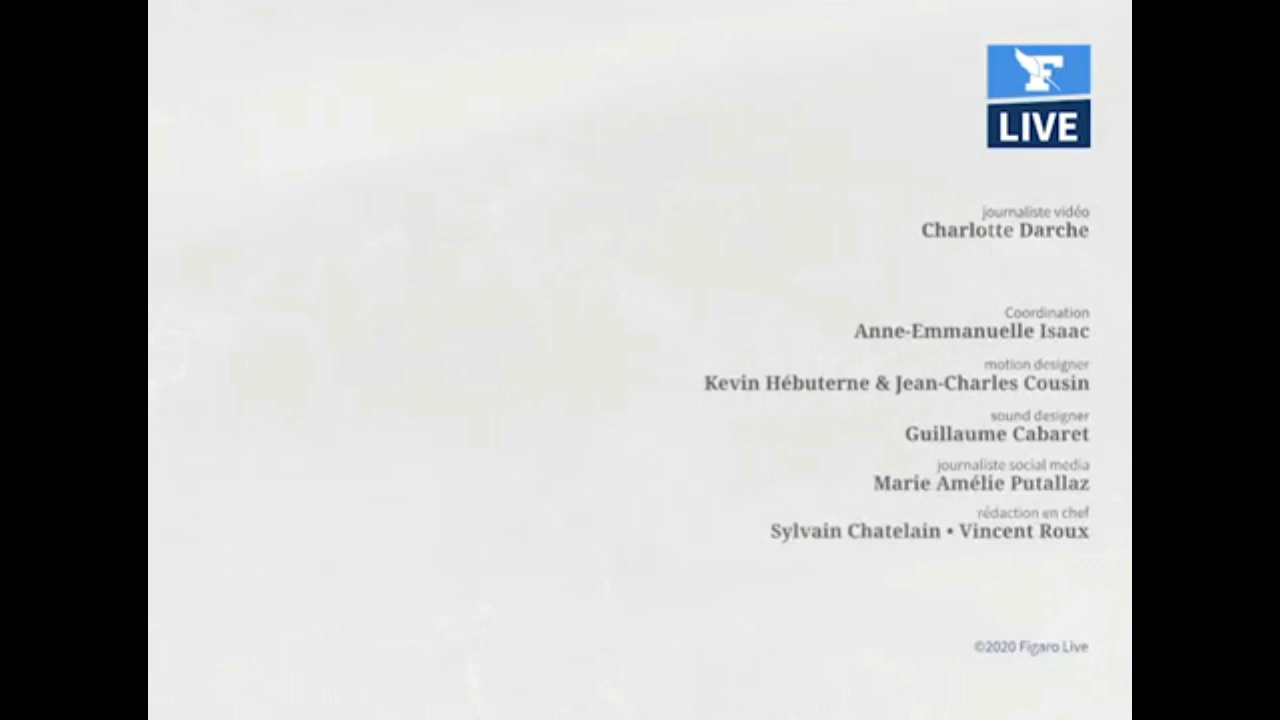 F
LIVE
journaliste vidéo
Charlotte Darche
Coordination
Anne-Emmanuelle Isaac
motion designer
Kevin Hébuterne & Jean-Charles Cousin
sound designer
Guillaume Cabaret
journaliste social media
Marie Amélie Putallaz
rédaction en chef
Sylvain Chatelain • Vincent Roux
©2020 Figaro Live